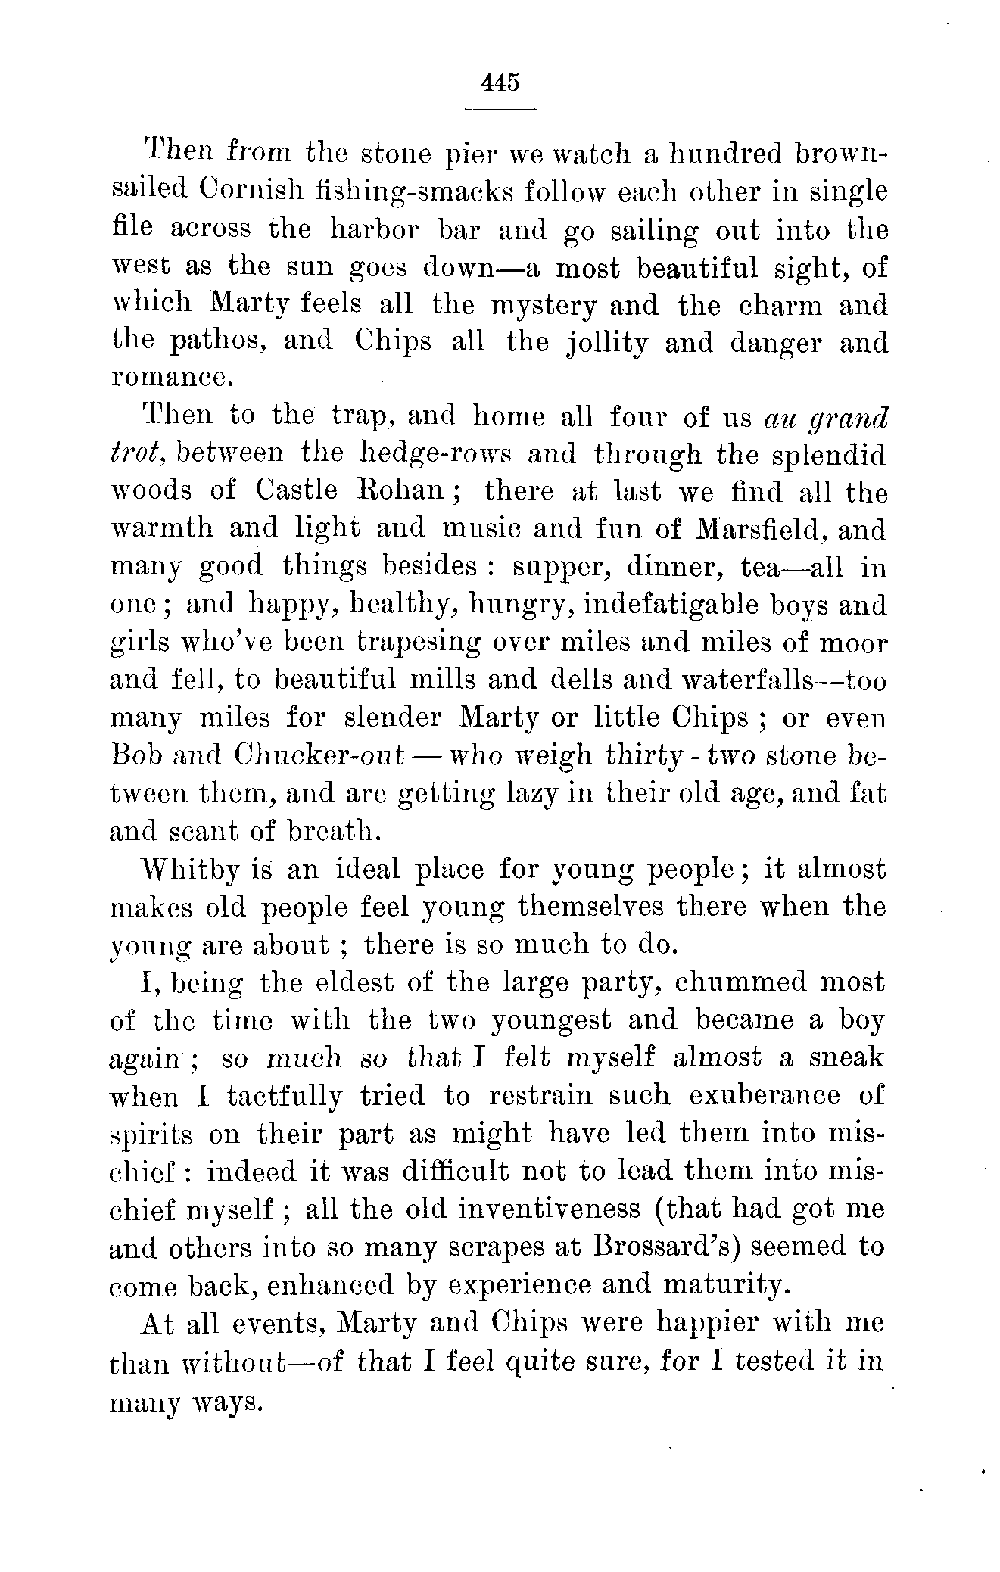 445
Then from the stone pier we watch a hundred brown-
sailed Cornish fishing-smacks follow each other in single
file across the harbor bar and go sailing out into the
west as the sun goes down—a most beautiful sight, of
which Marty feels all the mystery and the charm and
the pathos, and Chips all the jollity and danger and
romance.
Then to the trap, and home all four of us au grand
trot, between the hedge-rows and through the splendid
woods of Castle Rohan ; there at last we find all the
warmth and light and music and fun of Marsfield, and
many good things besides : supper, dinner, tea—all in
one ; and happy, healthy, hungry, indefatigable boys and
girls who've been trapesing over miles and miles of moor
and fell, to beautiful mills and dells and waterfalls—too
many miles for slender Marty or little Chips ; or even
Bob and Chucker-out — who weigh thirty - two stone be-
tween them, and are getting lazy in their old age, and fat
and scant of breath.
Whitby is an ideal place for young people ; it almost
makes old people feel young themselves there when the
young are about ; there is so much to do.
I, being the eldest of the large party, chummed most
of the time with the two youngest and became a boy
again ; so much so that I felt myself almost a sneak
when I tactfully tried to restrain such exuberance of
spirits on their part as might have led them into mis-
chief : indeed it was difficult not to lead them into mis-
chief myself ; all the old inventiveness (that had got me
and others into so many scrapes at Brossard's) seemed to
come back, enhanced by experience and maturity.
At all events, Marty and Chips were happier with me
than without—of that I feel quite sure, for I tested it in
many ways.